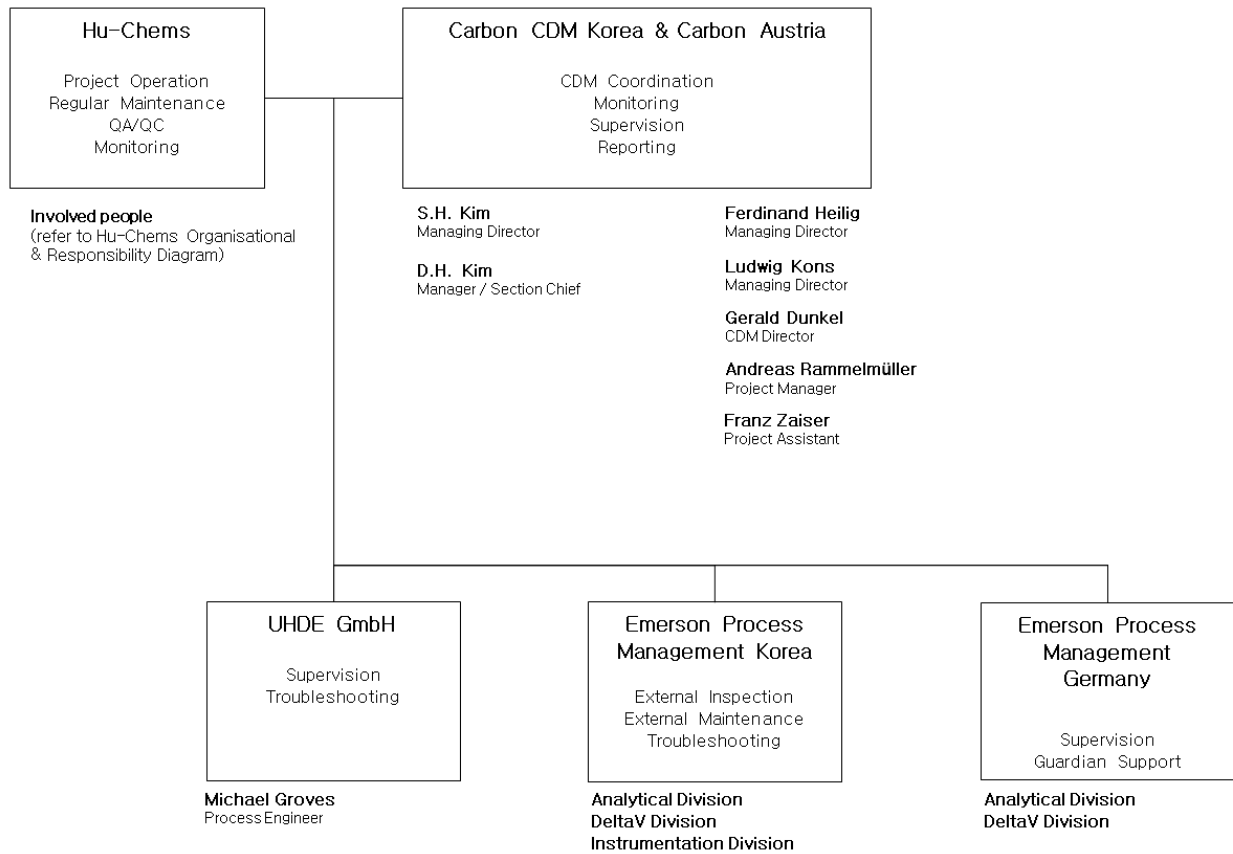 Hu-Chems
Project Operation
Regular Maintenance
QA/QC
Monitoring
Involved people
(refer to Hu-Chems Organisational
& Responsibility Diagram)
Carbon CDM Korea & Carbon Austria
CDM Coordination
Monitoring
Supervision
Reporting
S.H. Kim
Managing Director
D.H. Kim
Manager / Section Chief
Ferdinand Heilig
Managing Director
Ludwig Kons
Managing Director
Gerald Dunkel
CDM Director
Andreas Rammelmüller
Project Manager
Franz Zaiser
Project Assistant
UHDE GmbH
Supervision
Troubleshooting
Michael Groves
Process Engineer
Emerson Process
Management Korea
External Inspection
External Maintenance
Troubleshooting
Analytical Division
DeltaV Division
Instrumentation Division
Emerson Process
Management
Germany
Supervision
Guardian Support
Analytical Division
DeltaV Division